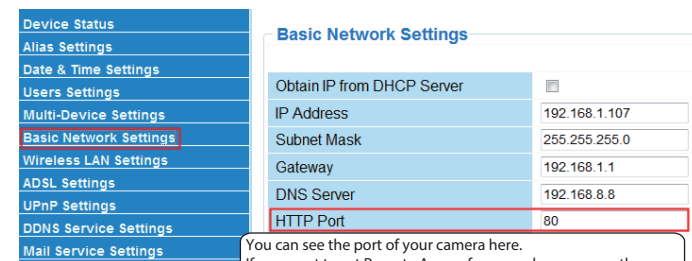 Device Status
Alias Settings
Date & Time Settings
Users Settings
Multi-Device Settings
Basic Network Settings
Wireless LAN Settings
ADSL Settings
UPnP Settings
DDNS Service Settings
Mail Service Settings
Basic Network Settings
Obtain IP from DHCP Server
IP Address 192.168.1.107
Subnet Mask 255.255.255.0
Gateway 192.168.1.1
DNS Server 192.168.8.8
HTTP Port 80
You can see the port of your camera here.